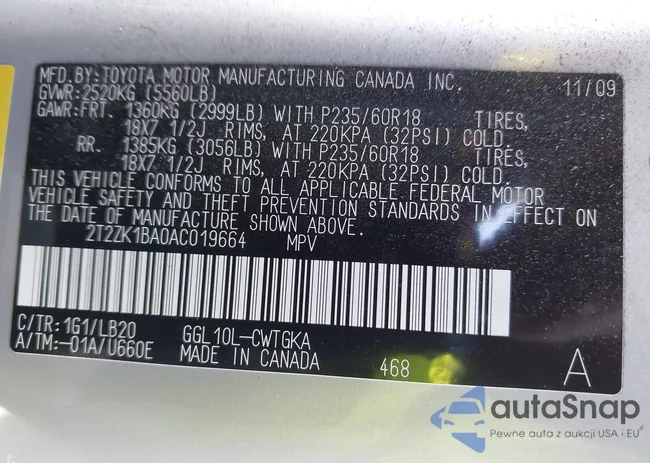 MFD.BY:TOYOTA MOTOR MANUFACTURING CANADA INC. 11/09
GVWR:2520KG (5560LB)
GAWR:FRT. 1360KG (2999LB) WITH P235/60R18 TIRES,
18X7 1/2J RIMS, AT 220KPA (32PSI) COLD.
RR. 1385KG (3056LB) WITH P235/60R18 TIRES,
18X7 1/2J RIMS, AT 220KPA (32PSI) COLD.
THIS VEHICLE CONFORMS TO ALL APPLICABLE FEDERAL MOTOR
VEHICLE SAFETY AND THEFT PREVENTION STANDARDS IN EFFECT ON
THE DATE OF MANUFACTURE SHOWN ABOVE.
2T2ZK1BA0AC019664 MPV
C/TR:1G1/LB20 GGL10L-CWTGKA
A/TM:-01A/U660E MADE IN CANADA 468 A
autaSnap
Pewne auta z aukcji USA i EU